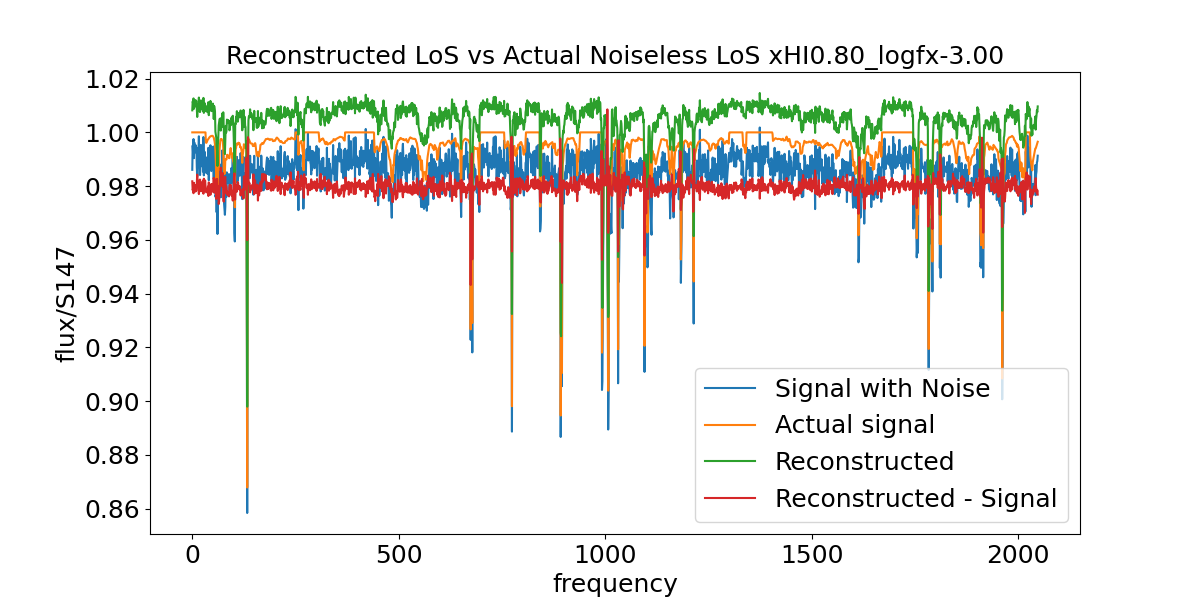 Reconstructed LoS vs Actual Noiseless LoS xHI0.80_logfx-3.00
flux/S147
1.02
1.00
0.98
0.96
0.94
0.92
0.90
0.88
0.86
Signal with Noise
Actual signal
Reconstructed
Reconstructed - Signal
0 500 1000 1500 2000
frequency